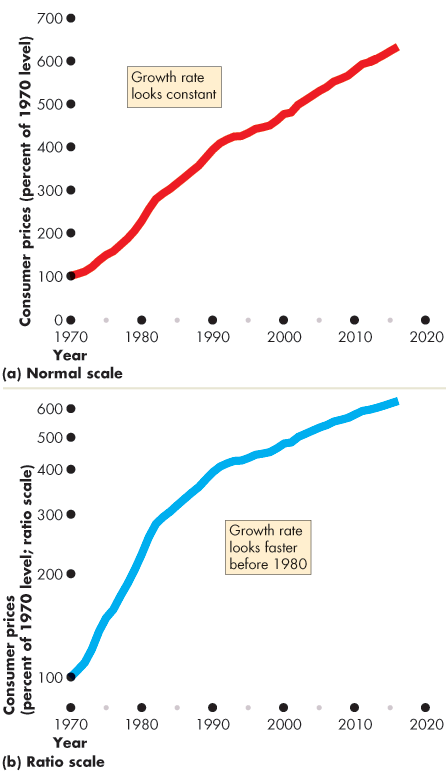 Consumer prices (percent of 1970 level)
700
600
500
400
300
200
100
0
Growth rate
looks constant
1970 1980 1990 2000 2010 2020
Year
(a) Normal scale
Consumer prices
(percent of 1970 level; ratio scale)
600
500
400
300
200
100
Growth rate
looks faster
before 1980
1970 1980 1990 2000 2010 2020
Year
(b) Ratio scale